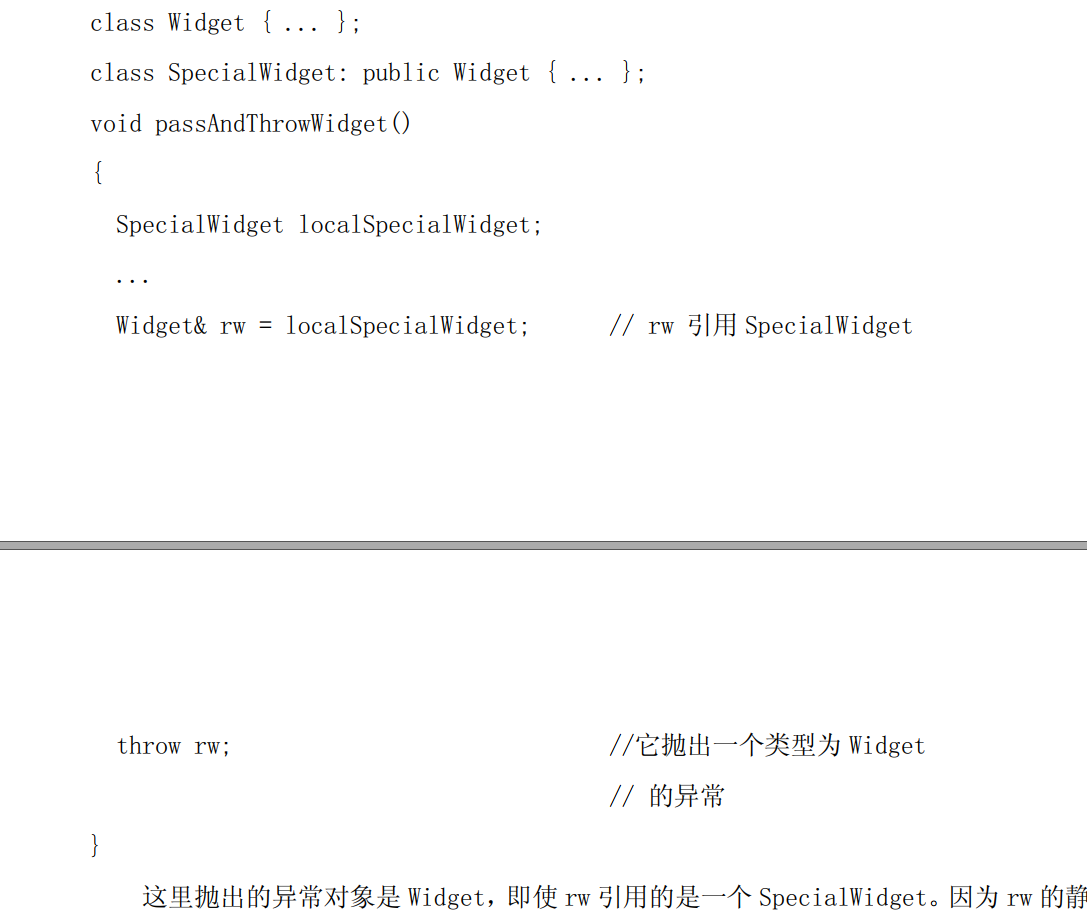 class Widget { ... };
class SpecialWidget: public Widget { ... };
void passAndThrowWidget()
{
SpecialWidget localSpecialWidget;
...
Widget& rw = localSpecialWidget; // rw 引用 SpecialWidget
throw rw; //它抛出一个类型为 Widget
// 的异常
}
这里抛出的异常对象是 Widget，即使 rw 引用的是一个 SpecialWidget。因为 rw 的静